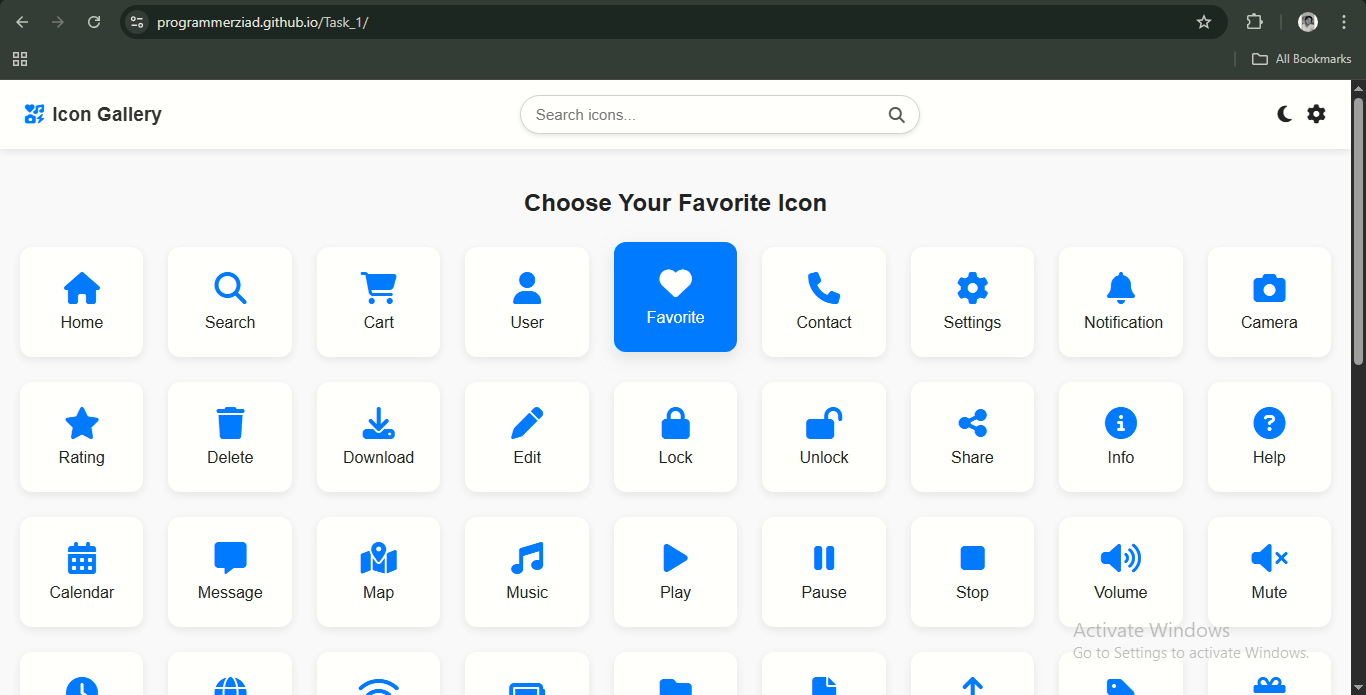 programmerziad.github.io/Task_1/
All Bookmarks
Icon Gallery
Search icons...
Choose Your Favorite Icon
Home
Search
Cart
User
Favorite
Contact
Settings
Notification
Camera
Rating
Delete
Download
Edit
Lock
Unlock
Share
Info
Help
Calendar
Message
Map
Music
Play
Pause
Stop
Volume
Mute
Activate Windows
Go to Settings to activate Windows.